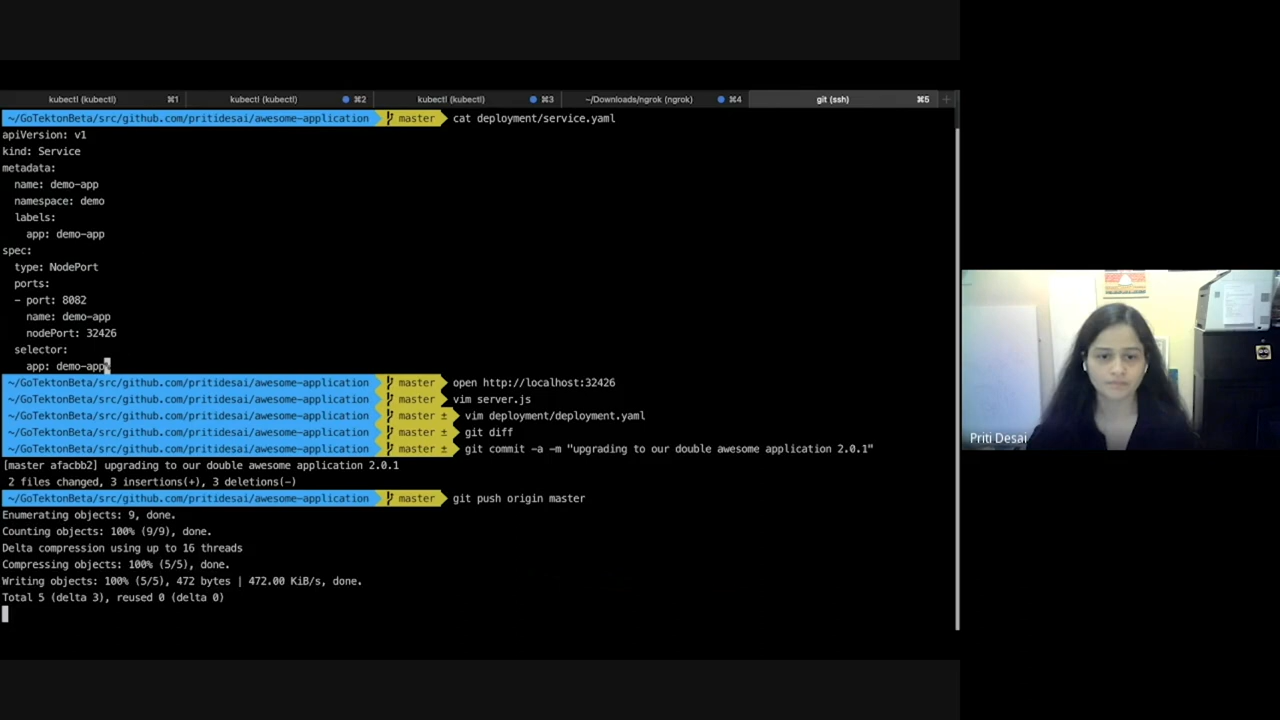 kubectl (kubectl) ⌘1 kubectl (kubectl) ⌘2 kubectl (kubectl) ⌘3 ~/Downloads/ngrok (ngrok) ⌘4 git (ssh) ⌘5 +
~/GoTektonBeta/src/github.com/pritidesai/awesome-application master cat deployment/service.yaml
apiVersion: v1
kind: Service
metadata:
  name: demo-app
  namespace: demo
  labels:
    app: demo-app
spec:
  type: NodePort
  ports:
  - port: 8082
    name: demo-app
    nodePort: 32426
  selector:
    app: demo-app%
~/GoTektonBeta/src/github.com/pritidesai/awesome-application master open http://localhost:32426
~/GoTektonBeta/src/github.com/pritidesai/awesome-application master vim server.js
~/GoTektonBeta/src/github.com/pritidesai/awesome-application master ± vim deployment/deployment.yaml
~/GoTektonBeta/src/github.com/pritidesai/awesome-application master ± git diff
~/GoTektonBeta/src/github.com/pritidesai/awesome-application master ± git commit -a -m "upgrading to our double awesome application 2.0.1"
[master afacbb2] upgrading to our double awesome application 2.0.1
 2 files changed, 3 insertions(+), 3 deletions(-)
~/GoTektonBeta/src/github.com/pritidesai/awesome-application master git push origin master
Enumerating objects: 9, done.
Counting objects: 100% (9/9), done.
Delta compression using up to 16 threads
Compressing objects: 100% (5/5), done.
Writing objects: 100% (5/5), 472 bytes | 472.00 KiB/s, done.
Total 5 (delta 3), reused 0 (delta 0)
Priti Desai